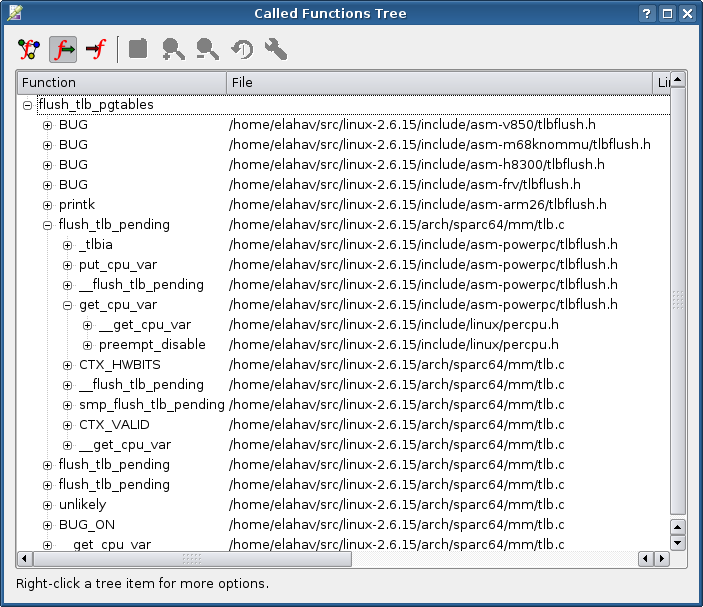 Called Functions Tree
Function File Li
flush_tlb_pgtables
BUG /home/elahav/src/linux-2.6.15/include/asm-v850/tlbflush.h
BUG /home/elahav/src/linux-2.6.15/include/asm-m68knommu/tlbflush.h
BUG /home/elahav/src/linux-2.6.15/include/asm-h8300/tlbflush.h
BUG /home/elahav/src/linux-2.6.15/include/asm-frv/tlbflush.h
printk /home/elahav/src/linux-2.6.15/include/asm-arm26/tlbflush.h
flush_tlb_pending /home/elahav/src/linux-2.6.15/arch/sparc64/mm/tlb.c
_tlbia /home/elahav/src/linux-2.6.15/include/asm-powerpc/tlbflush.h
put_cpu_var /home/elahav/src/linux-2.6.15/include/asm-powerpc/tlbflush.h
__flush_tlb_pending /home/elahav/src/linux-2.6.15/include/asm-powerpc/tlbflush.h
get_cpu_var /home/elahav/src/linux-2.6.15/include/asm-powerpc/tlbflush.h
__get_cpu_var /home/elahav/src/linux-2.6.15/include/linux/percpu.h
preempt_disable /home/elahav/src/linux-2.6.15/include/linux/percpu.h
CTX_HWBITS /home/elahav/src/linux-2.6.15/arch/sparc64/mm/tlb.c
__flush_tlb_pending /home/elahav/src/linux-2.6.15/arch/sparc64/mm/tlb.c
smp_flush_tlb_pending /home/elahav/src/linux-2.6.15/arch/sparc64/mm/tlb.c
CTX_VALID /home/elahav/src/linux-2.6.15/arch/sparc64/mm/tlb.c
__get_cpu_var /home/elahav/src/linux-2.6.15/arch/sparc64/mm/tlb.c
flush_tlb_pending /home/elahav/src/linux-2.6.15/arch/sparc64/mm/tlb.c
flush_tlb_pending /home/elahav/src/linux-2.6.15/arch/sparc64/mm/tlb.c
unlikely /home/elahav/src/linux-2.6.15/arch/sparc64/mm/tlb.c
BUG_ON /home/elahav/src/linux-2.6.15/arch/sparc64/mm/tlb.c
__get_cpu_var /home/elahav/src/linux-2.6.15/arch/sparc64/mm/tlb.c
Right-click a tree item for more options.